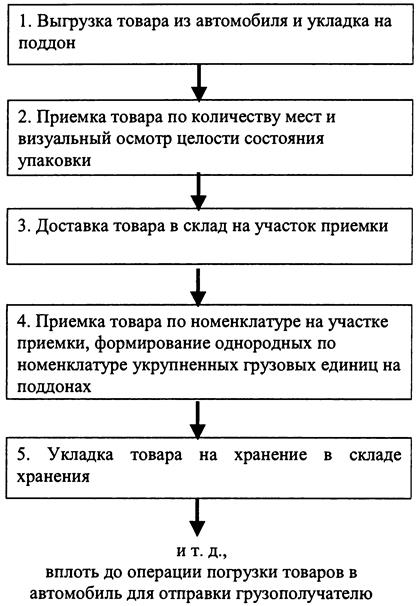 1. Выгрузка товара из автомобиля и укладка на
поддон
2. Приемка товара по количеству мест и
визуальный осмотр целости состояния
упаковки
3. Доставка товара в склад на участок приемки
4. Приемка товара по номенклатуре на участке
приемки, формирование однородных по
номенклатуре укрупненных грузовых единиц на
поддонах
5. Укладка товара на хранение в складе
хранения
и т. д.,
вплоть до операции погрузки товаров в
автомобиль для отправки грузополучателю